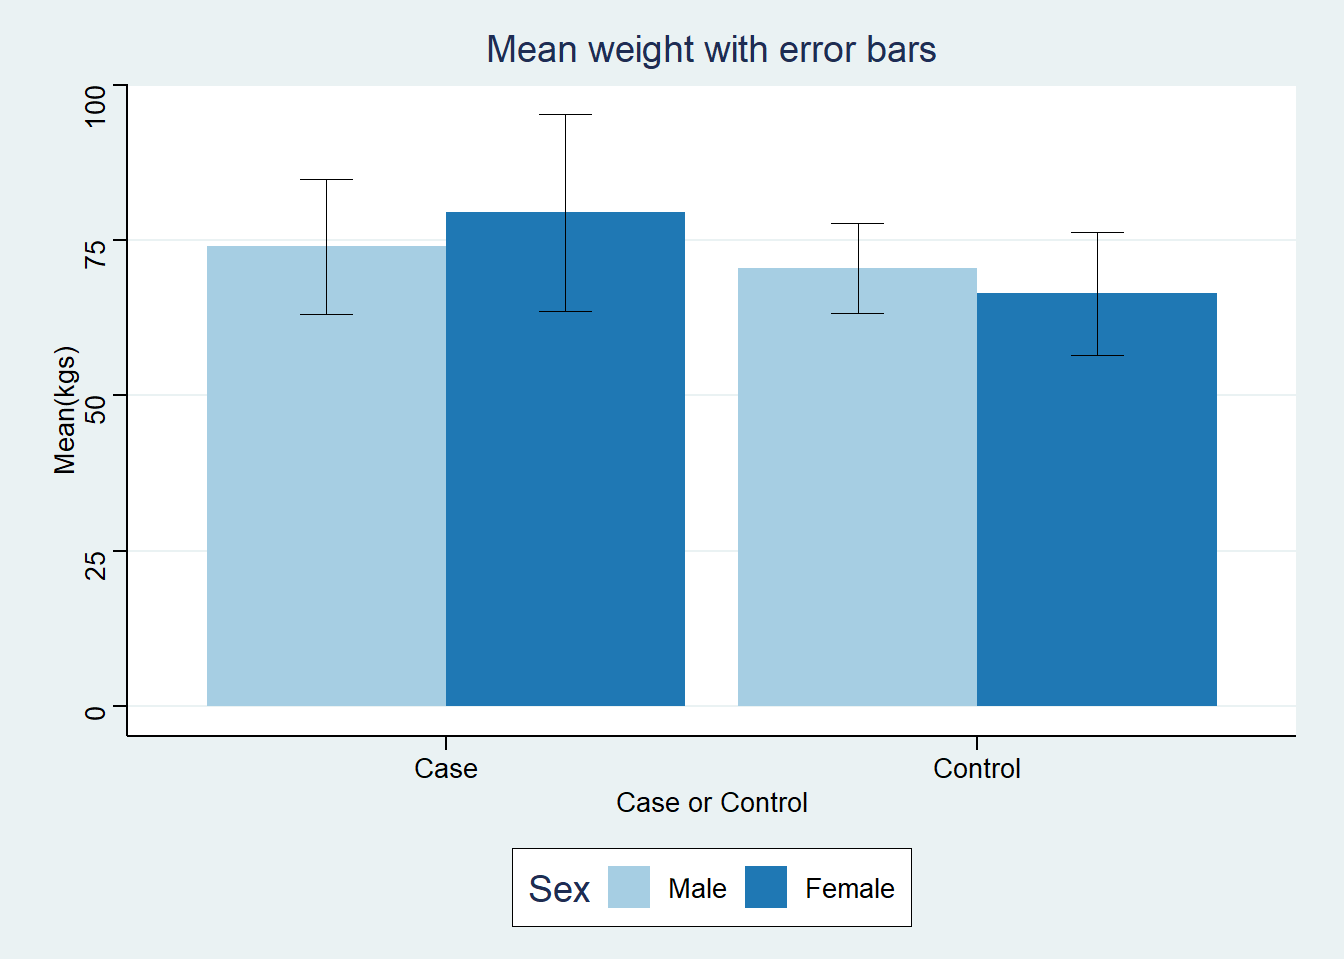 Mean weight with error bars
Mean(kgs)
100
75
50
25
0
Case Control
Case or Control
Sex Male Female